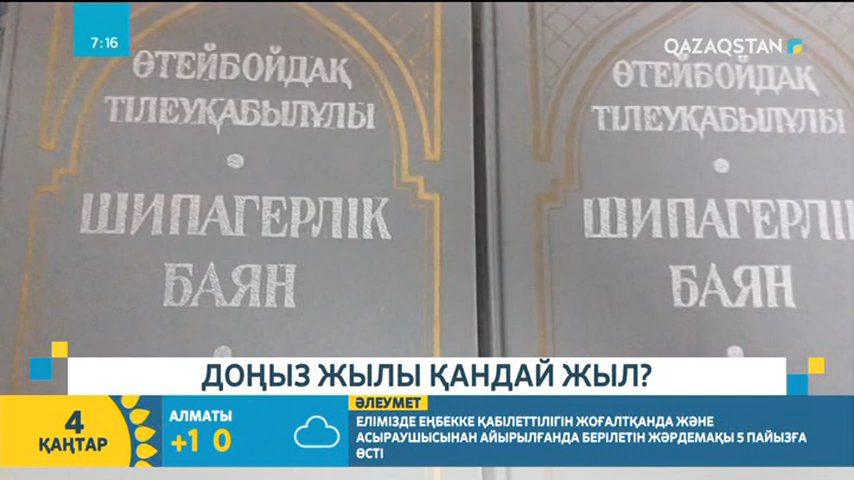 7:16
QAZAQSTAN
ӨТЕЙБОЙДАҚ
ТІЛЕУҚАБЫЛҰЛЫ
ШИПАГЕРЛІК
БАЯН
ӨТЕЙБОЙДАҚ
ТІЛЕУҚАБЫЛҰЛЫ
ШИПАГЕРЛІК
БАЯН
ДОҢЫЗ ЖЫЛЫ ҚАНДАЙ ЖЫЛ?
4
ҚАҢТАР
АЛМАТЫ
+1 0
ӘЛЕУМЕТ
ЕЛІМІЗДЕ ЕҢБЕККЕ ҚАБІЛЕТТІЛІГІН ЖОҒАЛТҚАНДА ЖӘНЕ
АСЫРАУШЫСЫНАН АЙЫРЫЛҒАНДА БЕРІЛЕТІН ЖӘРДЕМАҚЫ 5 ПАЙЫЗҒА
ӨСТІ